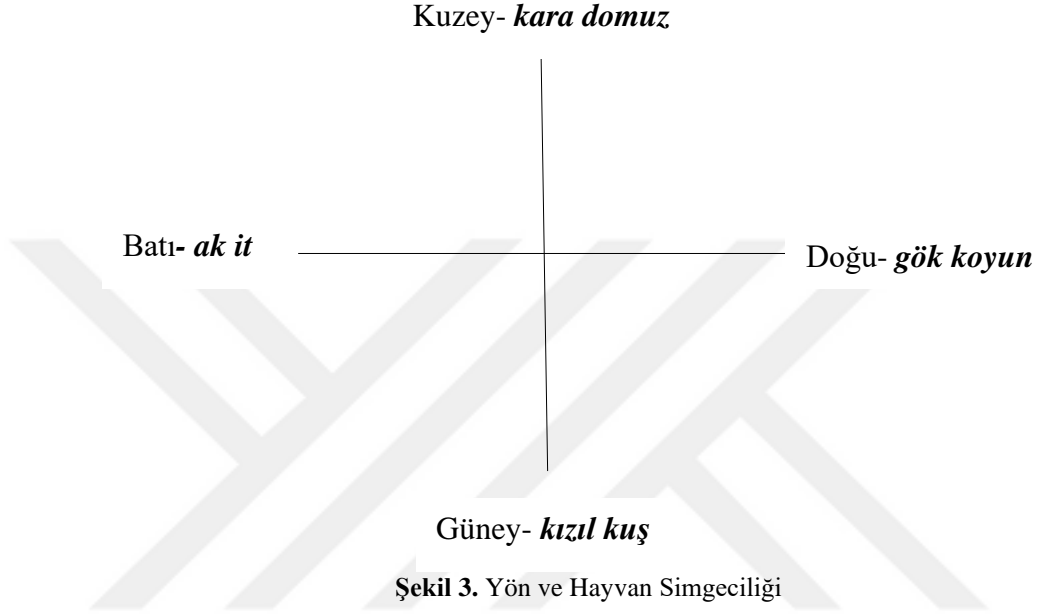 Kuzey- kara domuz
Batı- ak it
Doğu- gök koyun
Güney- kızıl kuş
Şekil 3. Yön ve Hayvan Simgeciliği